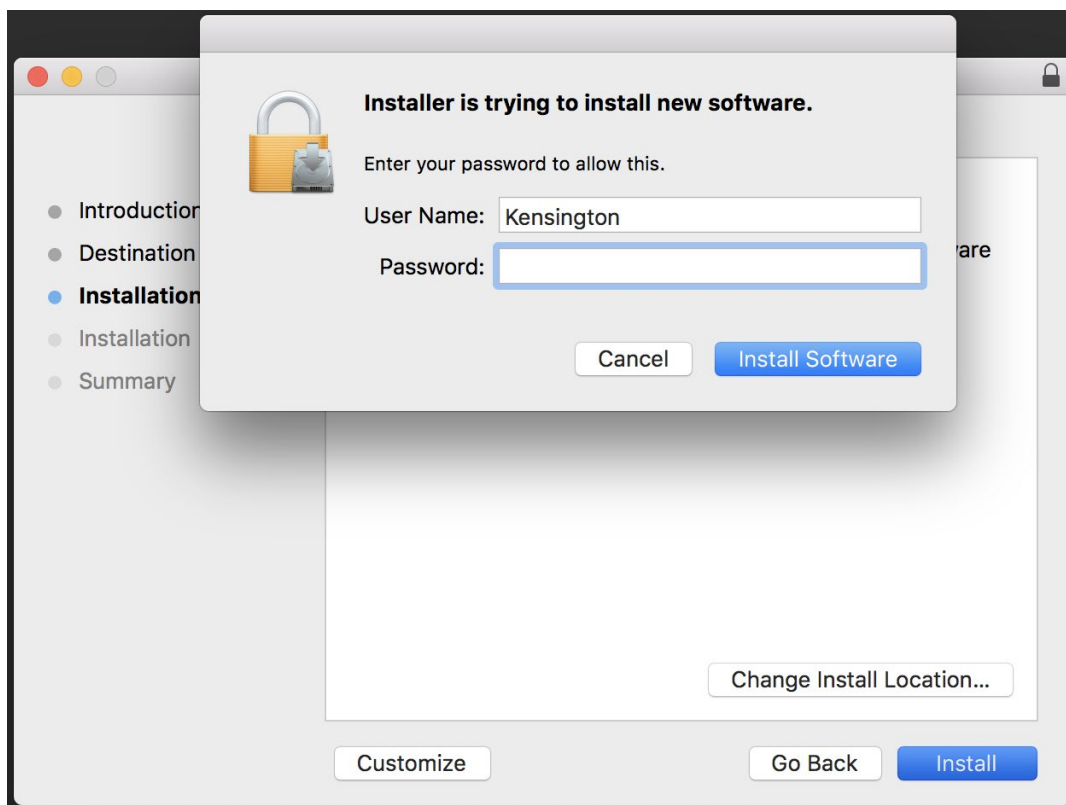 Installer is trying to install new software.
Enter your password to allow this.
User Name: Kensington
Password:
Cancel Install Software
Introduction
Destination
Installation
Installation
Summary
Change Install Location...
Customize Go Back Install